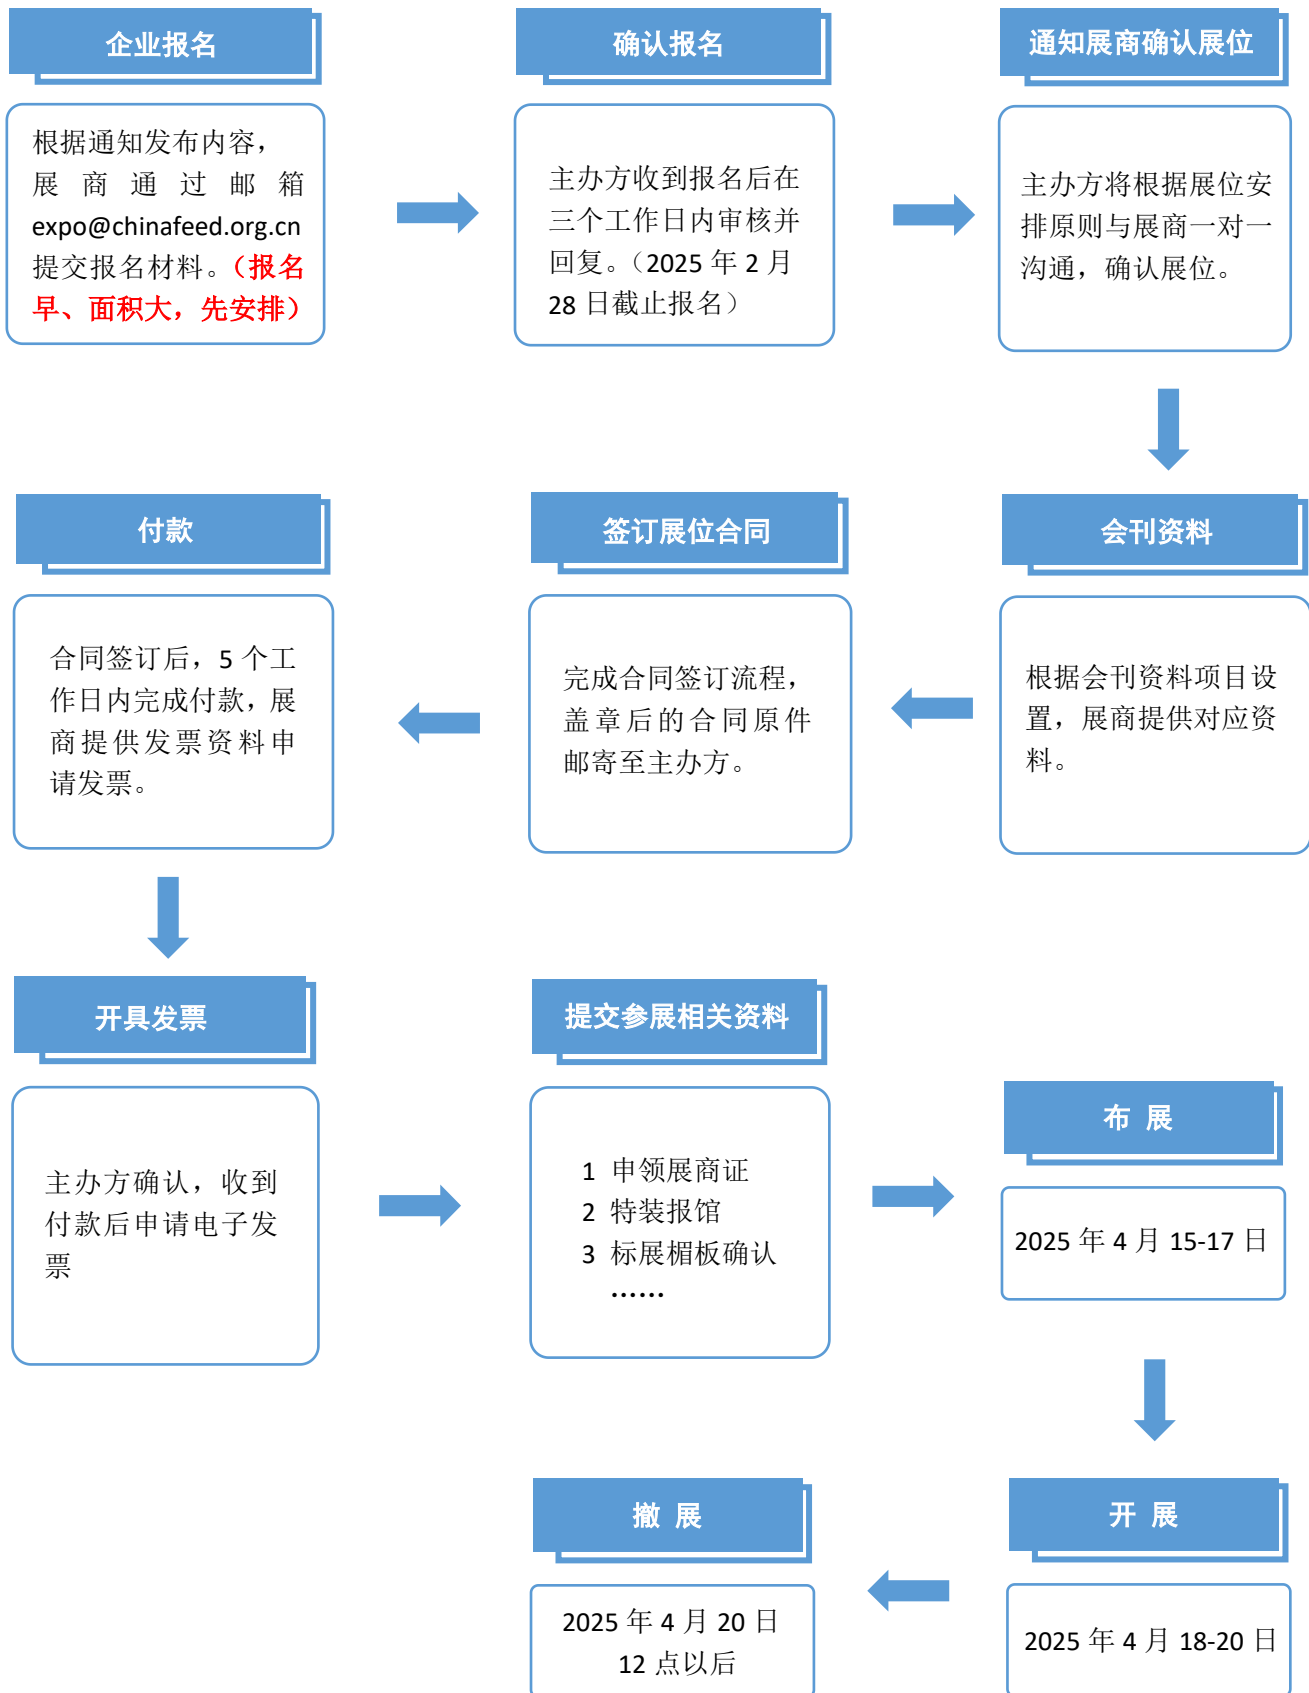 企业报名
根据通知发布内容，
展商通过邮箱
expo@chinafeed.org.cn
提交报名材料。（报名
早、面积大，先安排）
确认报名
主办方收到报名后在
三个工作日内审核并
回复。（2025 年 2 月
28 日截止报名）
通知展商确认展位
主办方将根据展位安
排原则与展商一对一
沟通，确认展位。
会刊资料
根据会刊资料项目设
置，展商提供对应资
料。
签订展位合同
完成合同签订流程，
盖章后的合同原件
邮寄至主办方。
付款
合同签订后，5 个工
作日内完成付款，展
商提供发票资料申
请发票。
开具发票
主办方确认，收到
付款后申请电子发
票
提交参展相关资料
1 申领展商证
2 特装报馆
3 标展楣板确认
……
布 展
2025 年 4 月 15-17 日
开 展
2025 年 4 月 18-20 日
撤 展
2025 年 4 月 20 日
12 点以后